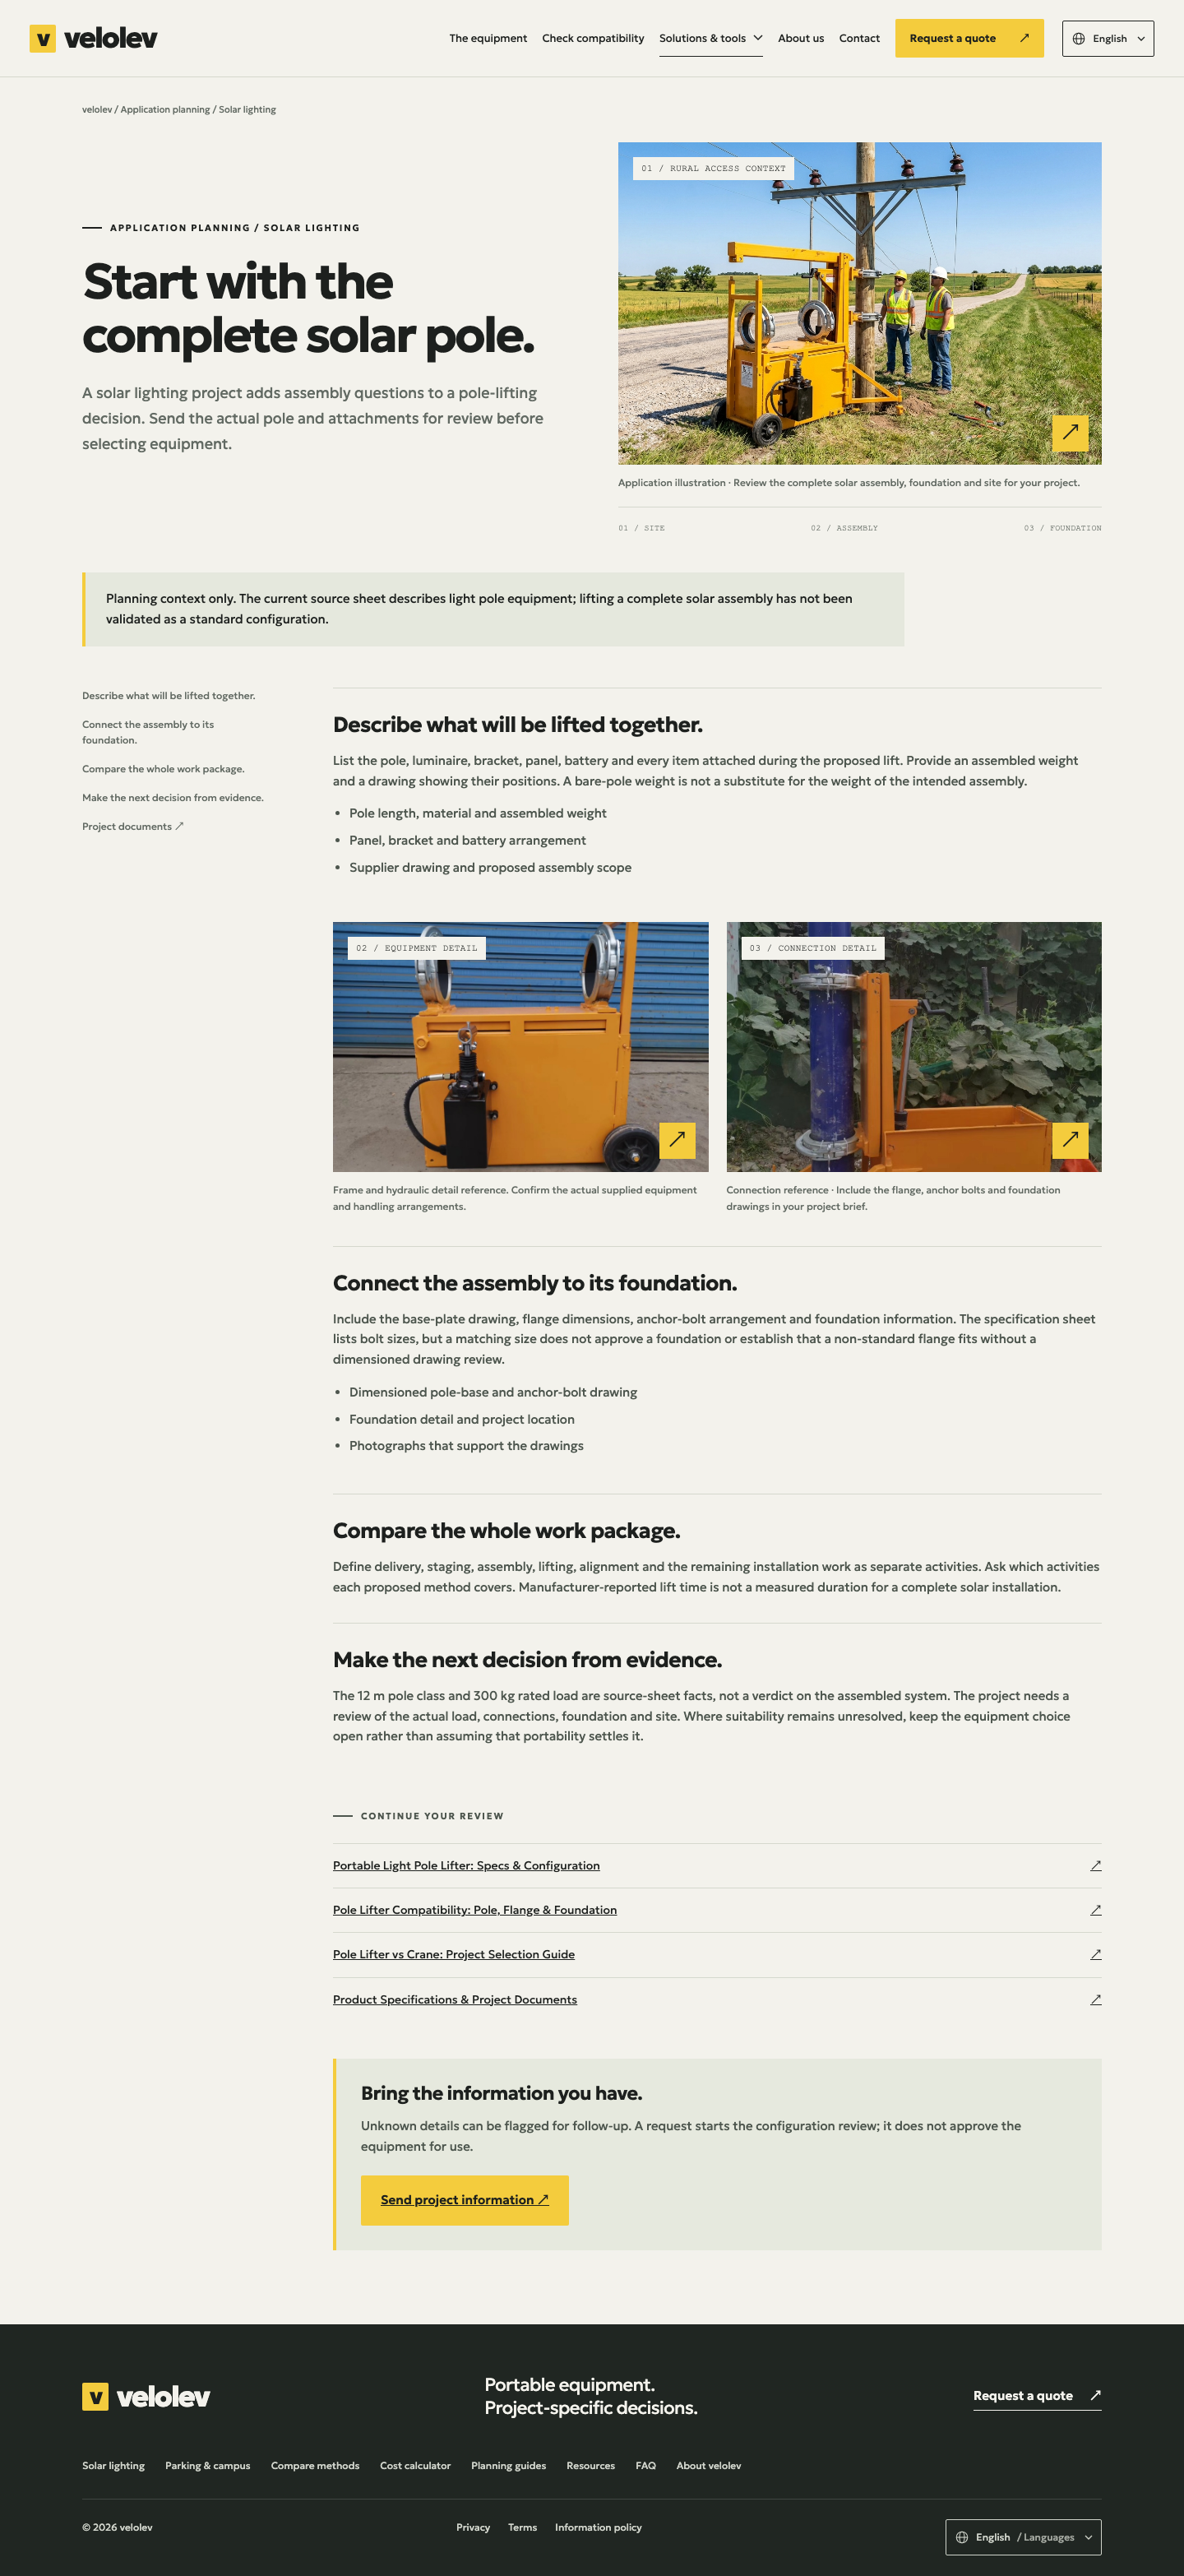 v velolev
The equipment
Check compatibility
Solutions & tools
About us
Contact
Request a quote ↗
English
velolev / Application planning / Solar lighting
APPLICATION PLANNING / SOLAR LIGHTING
Start with the
complete solar pole.
A solar lighting project adds assembly questions to a pole-lifting
decision. Send the actual pole and attachments for review before
selecting equipment.
01 / RURAL ACCESS CONTEXT
↗
Application illustration · Review the complete solar assembly, foundation and site for your project.
01 / SITE
02 / ASSEMBLY
03 / FOUNDATION
Planning context only. The current source sheet describes light pole equipment; lifting a complete solar assembly has not been
validated as a standard configuration.
Describe what will be lifted together.
Connect the assembly to its
foundation.
Compare the whole work package.
Make the next decision from evidence.
Project documents ↗
Describe what will be lifted together.
List the pole, luminaire, bracket, panel, battery and every item attached during the proposed lift. Provide an assembled weight
and a drawing showing their positions. A bare-pole weight is not a substitute for the weight of the intended assembly.
• Pole length, material and assembled weight
• Panel, bracket and battery arrangement
• Supplier drawing and proposed assembly scope
02 / EQUIPMENT DETAIL
↗
Frame and hydraulic detail reference. Confirm the actual supplied equipment
and handling arrangements.
03 / CONNECTION DETAIL
↗
Connection reference · Include the flange, anchor bolts and foundation
drawings in your project brief.
Connect the assembly to its foundation.
Include the base-plate drawing, flange dimensions, anchor-bolt arrangement and foundation information. The specification sheet
lists bolt sizes, but a matching size does not approve a foundation or establish that a non-standard flange fits without a
dimensioned drawing review.
• Dimensioned pole-base and anchor-bolt drawing
• Foundation detail and project location
• Photographs that support the drawings
Compare the whole work package.
Define delivery, staging, assembly, lifting, alignment and the remaining installation work as separate activities. Ask which activities
each proposed method covers. Manufacturer-reported lift time is not a measured duration for a complete solar installation.
Make the next decision from evidence.
The 12 m pole class and 300 kg rated load are source-sheet facts, not a verdict on the assembled system. The project needs a
review of the actual load, connections, foundation and site. Where suitability remains unresolved, keep the equipment choice
open rather than assuming that portability settles it.
CONTINUE YOUR REVIEW
Portable Light Pole Lifter: Specs & Configuration ↗
Pole Lifter Compatibility: Pole, Flange & Foundation ↗
Pole Lifter vs Crane: Project Selection Guide ↗
Product Specifications & Project Documents ↗
Bring the information you have.
Unknown details can be flagged for follow-up. A request starts the configuration review; it does not approve the
equipment for use.
Send project information ↗
v velolev
Portable equipment.
Project-specific decisions.
Request a quote ↗
Solar lighting
Parking & campus
Compare methods
Cost calculator
Planning guides
Resources
FAQ
About velolev
© 2026 velolev
Privacy
Terms
Information policy
English / Languages